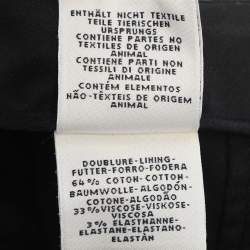 ENTHÄLT NICHT TEXTILE
TEILE TIERISCHEN
URSPRUNGS
CONTIENE PARTES NO
TEXTILES DE ORIGEN
ANIMAL
CONTIENE PARTI NON
TESSILI DI ORIGINE
ANIMALE
CONTÉM ELEMENTOS
NÃO-TÊXTEIS DE ORIGEM
ANIMAL
DOUBLURE-LINING-
FUTTER-FORRO-FODERA
64% COTON-COTTON-
BAUMWOLLE-ALGODÓN-
COTONE-ALGODÃO
33%VISCOSE-VISKOSE-
VISCOSA
3% ELASTHANNE-
ELASTANE-ELASTANO-
ELASTAN